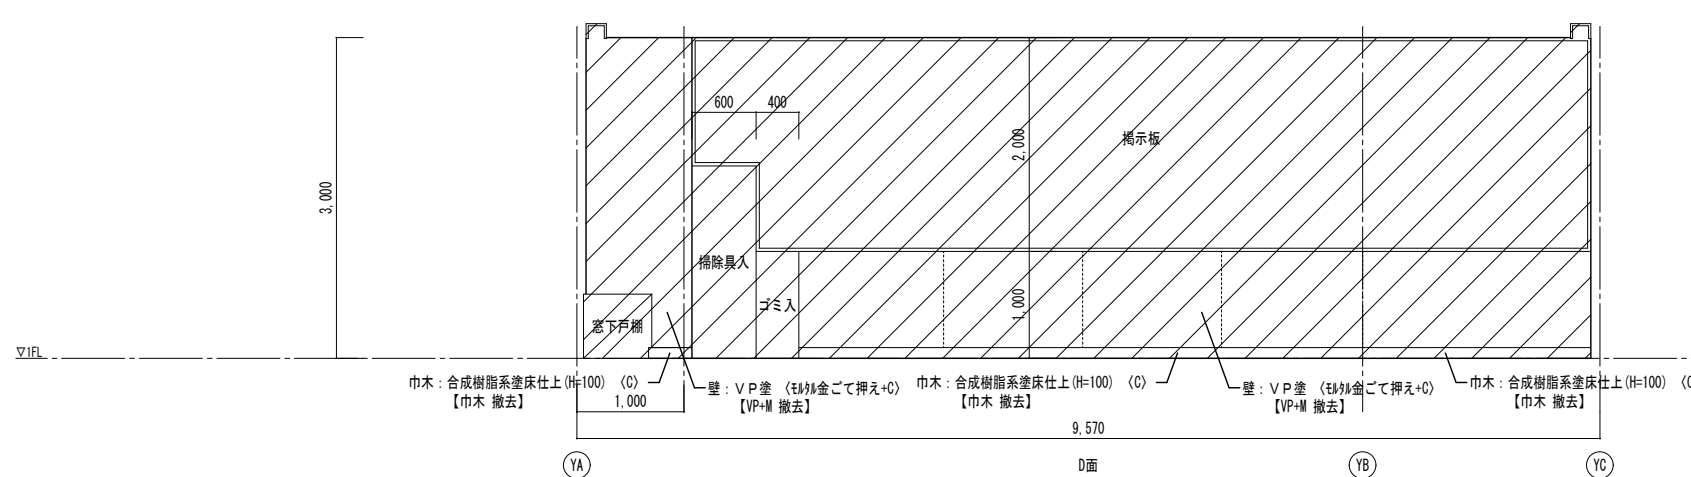 600
400
3,000
2,000
掲示板
掃除具入
ゴミ入
1,000
窓下戸棚
▽1FL
巾木：合成樹脂系塗床仕上(H=100) 〈C〉
【巾木 撤去】
壁：ＶＰ塗 〈ﾓﾙﾀﾙ金ごて押え+C〉
【VP+M 撤去】
巾木：合成樹脂系塗床仕上(H=100) 〈C〉
【巾木 撤去】
壁：ＶＰ塗 〈ﾓﾙﾀﾙ金ごて押え+C〉
【VP+M 撤去】
巾木：合成樹脂系塗床仕上(H=100) 〈C
【巾木 撤去】
1,000
9,570
YA
D面
YB
YC